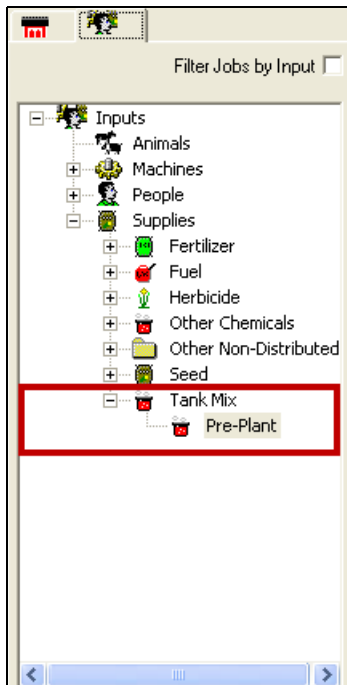 Filter Jobs by Input
Inputs
Animals
Machines
People
Supplies
Fertilizer
Fuel
Herbicide
Other Chemicals
Other Non-Distributed
Seed
Tank Mix
Pre-Plant